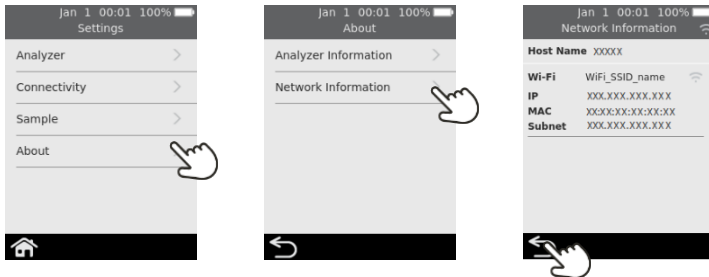 Jan 1 00:01 100%
Settings
Analyzer
Connectivity
Sample
About
Jan 1 00:01 100%
About
Analyzer Information
Network Information
Jan 1 00:01 100%
Network Information
Host Name XXXXX
Wi-Fi WiFi_SSID_name
IP XXX.XXX.XXX.XXX
MAC XX:XX:XX:XX:XX:XX
Subnet XXX.XXX.XXX.XXX